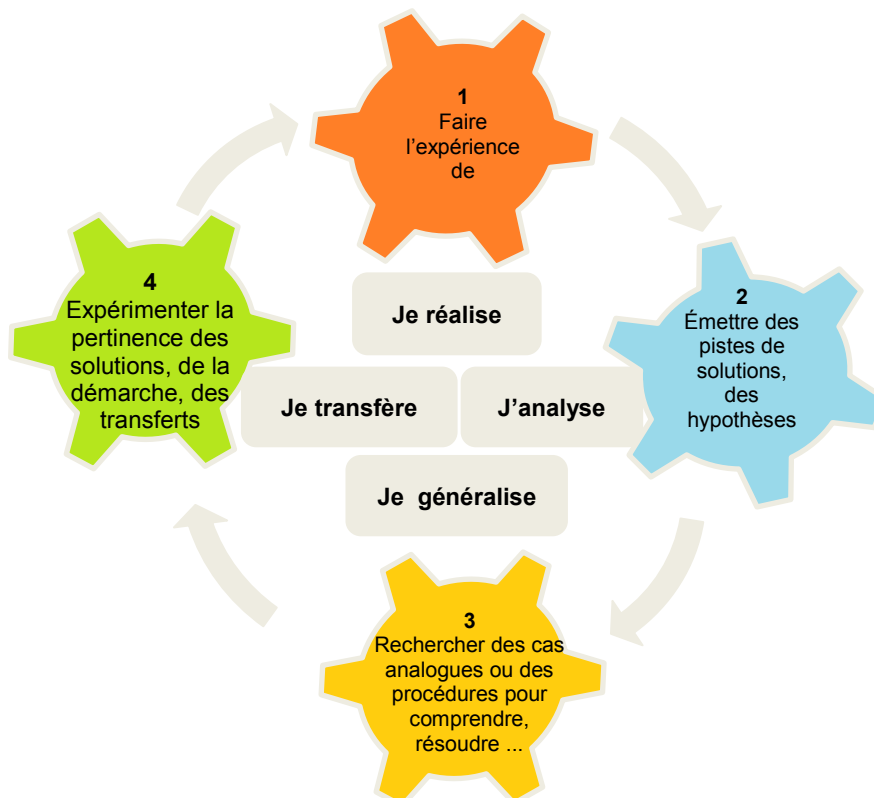 1
Faire
l’expérience
de
2
Émettre des
pistes de
solutions,
des
hypothèses
3
Rechercher des cas
analogues ou des
procédures pour
comprendre,
résoudre ...
4
Expérimenter la
pertinence des
solutions, de la
démarche, des
transferts
Je réalise
Je transfère
J’analyse
Je généralise